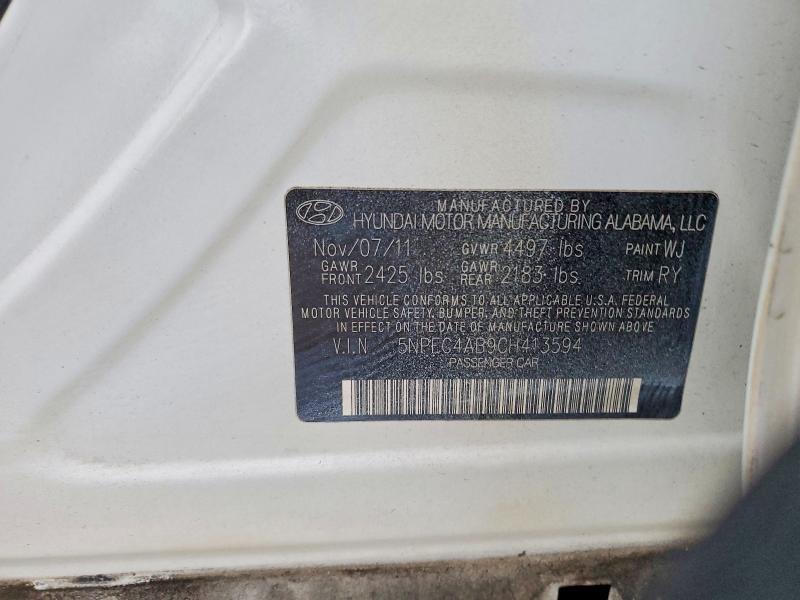 MANUFACTURED BY
HYUNDAI MOTOR MANUFACTURING ALABAMA, LLC
Nov/07/11 GVWR 4497 lbs PAINT WJ
GAWR FRONT 2425 lbs GAWR REAR 2183 lbs TRIM RY
THIS VEHICLE CONFORMS TO ALL APPLICABLE U.S.A. FEDERAL
MOTOR VEHICLE SAFETY, BUMPER, AND THEFT PREVENTION STANDARDS
IN EFFECT ON THE DATE OF MANUFACTURE SHOWN ABOVE
V.I.N 5NPEC4AB9CH413594
PASSENGER CAR